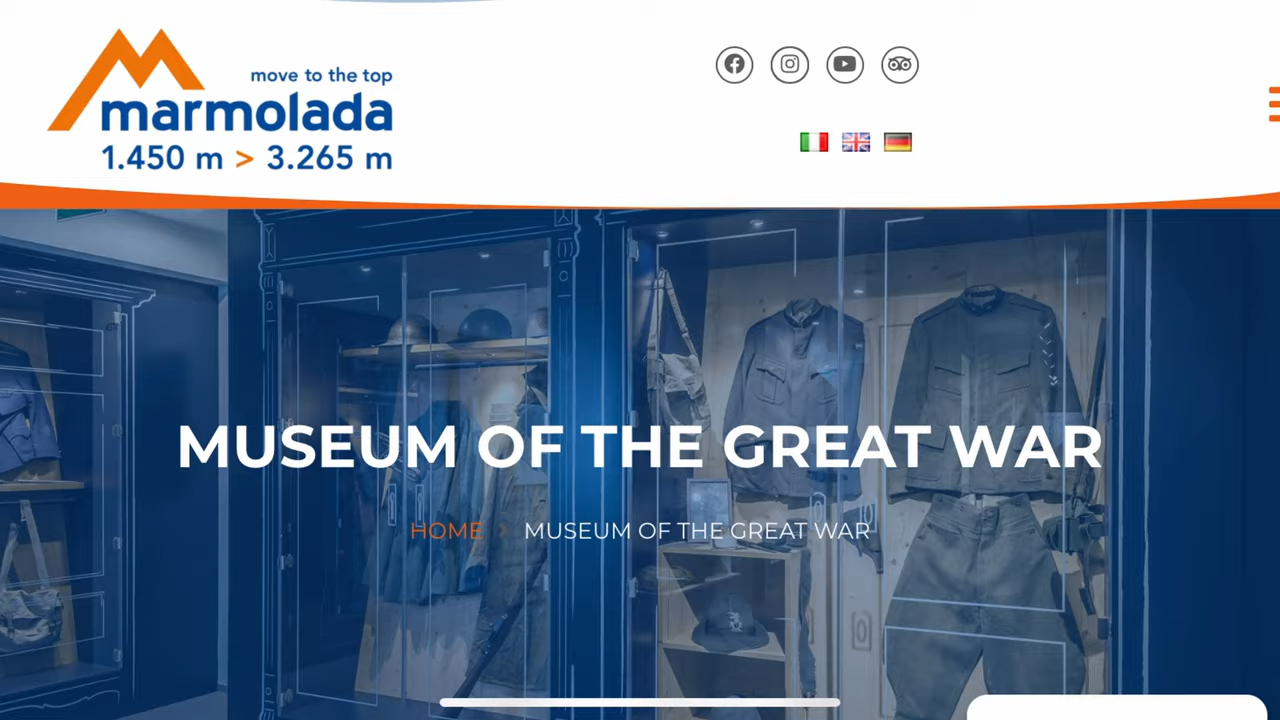 move to the top
marmolada
1.450 m > 3.265 m
MUSEUM OF THE GREAT WAR
HOME > MUSEUM OF THE GREAT WAR